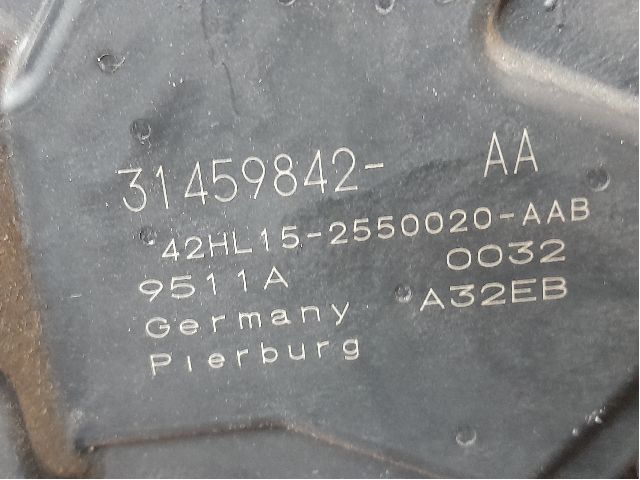 31459842- AA
42HL15-2550020-AAB
9511A 0032
Germany A32EB
Pierburg